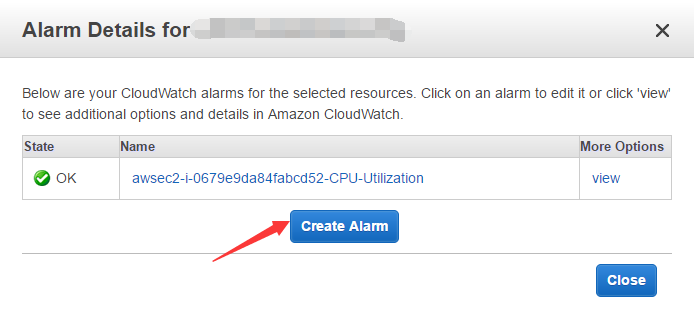 Alarm Details for
Below are your CloudWatch alarms for the selected resources. Click on an alarm to edit it or click 'view'
to see additional options and details in Amazon CloudWatch.
State Name More Options
OK awsec2-i-0679e9da84fabcd52-CPU-Utilization view
Create Alarm
Close